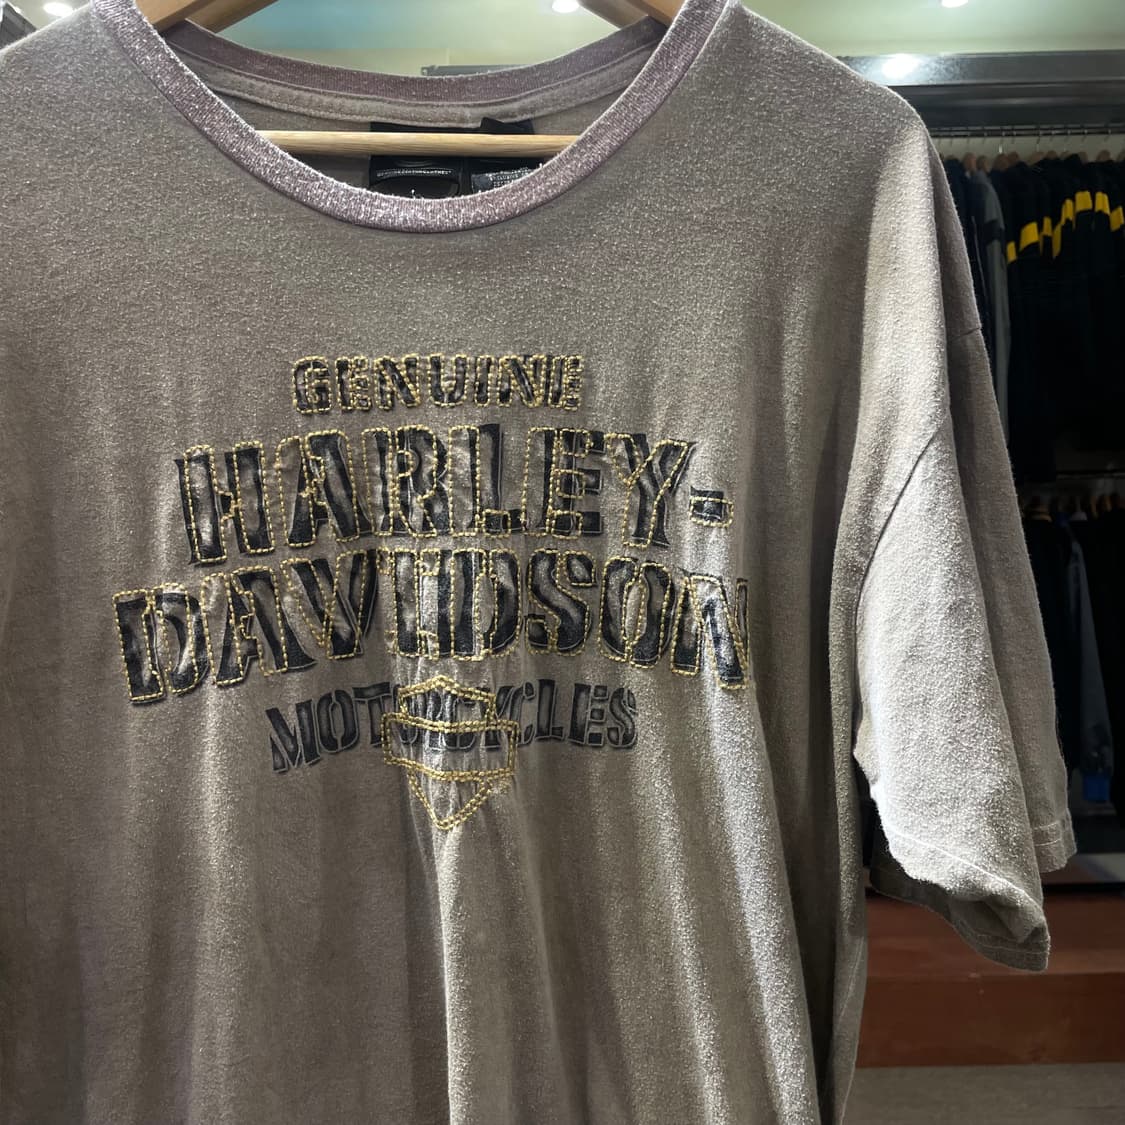 GENUINE
HARLEY-
DAVIDSON
MOTORCYCLES